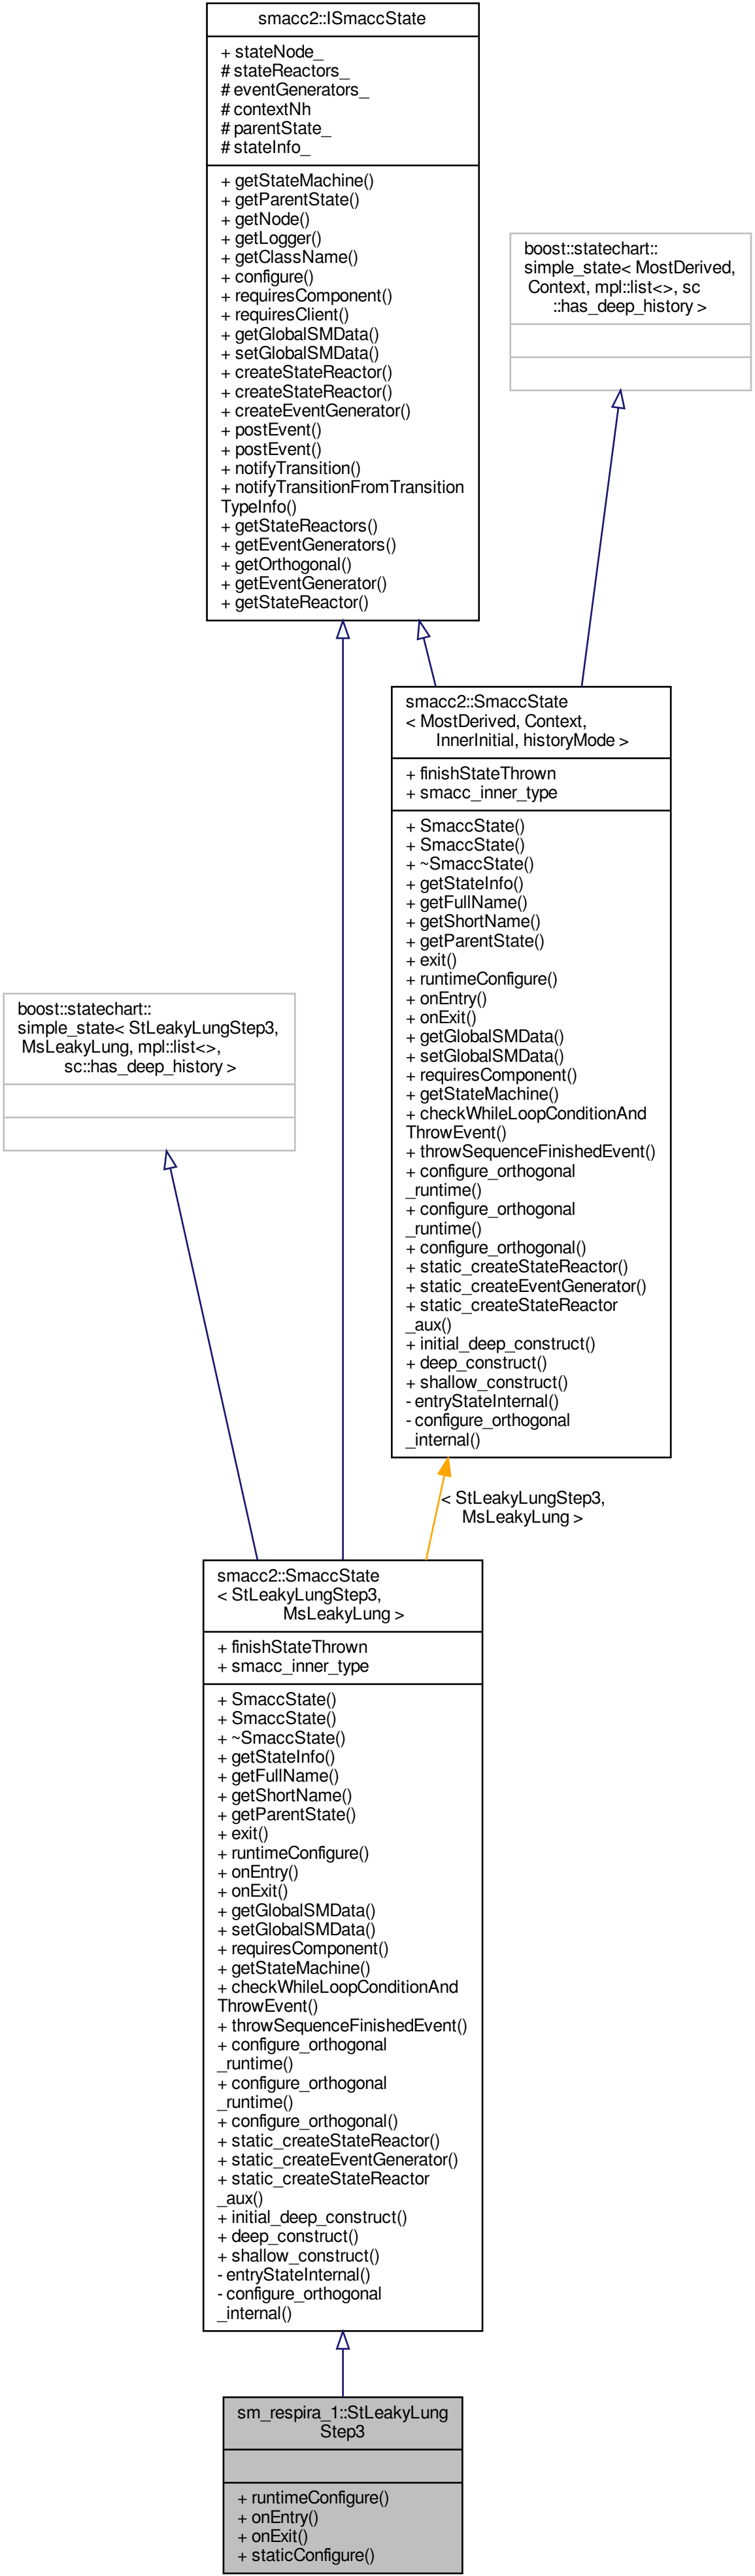 smacc2::ISmaccState
+ stateNode_
# stateReactors_
# eventGenerators_
# contextNh
# parentState_
# stateInfo_
+ getStateMachine()
+ getParentState()
+ getNode()
+ getLogger()
+ getClassName()
+ configure()
+ requiresComponent()
+ requiresClient()
+ getGlobalSMData()
+ setGlobalSMData()
+ createStateReactor()
+ createStateReactor()
+ createEventGenerator()
+ postEvent()
+ postEvent()
+ notifyTransition()
+ notifyTransitionFromTransition
TypeInfo()
+ getStateReactors()
+ getEventGenerators()
+ getOrthogonal()
+ getEventGenerator()
+ getStateReactor()
boost::statechart::
simple_state< MostDerived,
Context, mpl::list<>, sc
::has_deep_history >
smacc2::SmaccState
< MostDerived, Context,
InnerInitial, historyMode >
+ finishStateThrown
+ smacc_inner_type
+ SmaccState()
+ SmaccState()
+ ~SmaccState()
+ getStateInfo()
+ getFullName()
+ getShortName()
+ getParentState()
+ exit()
+ runtimeConfigure()
+ onEntry()
+ onExit()
+ getGlobalSMData()
+ setGlobalSMData()
+ requiresComponent()
+ getStateMachine()
+ checkWhileLoopConditionAnd
ThrowEvent()
+ throwSequenceFinishedEvent()
+ configure_orthogonal
_runtime()
+ configure_orthogonal
_runtime()
+ configure_orthogonal()
+ static_createStateReactor()
+ static_createEventGenerator()
+ static_createStateReactor
_aux()
+ initial_deep_construct()
+ deep_construct()
+ shallow_construct()
- entryStateInternal()
- configure_orthogonal
_internal()
boost::statechart::
simple_state< StLeakyLungStep3,
MsLeakyLung, mpl::list<>,
sc::has_deep_history >
< StLeakyLungStep3,
MsLeakyLung >
smacc2::SmaccState
< StLeakyLungStep3,
MsLeakyLung >
+ finishStateThrown
+ smacc_inner_type
+ SmaccState()
+ SmaccState()
+ ~SmaccState()
+ getStateInfo()
+ getFullName()
+ getShortName()
+ getParentState()
+ exit()
+ runtimeConfigure()
+ onEntry()
+ onExit()
+ getGlobalSMData()
+ setGlobalSMData()
+ requiresComponent()
+ getStateMachine()
+ checkWhileLoopConditionAnd
ThrowEvent()
+ throwSequenceFinishedEvent()
+ configure_orthogonal
_runtime()
+ configure_orthogonal
_runtime()
+ configure_orthogonal()
+ static_createStateReactor()
+ static_createEventGenerator()
+ static_createStateReactor
_aux()
+ initial_deep_construct()
+ deep_construct()
+ shallow_construct()
- entryStateInternal()
- configure_orthogonal
_internal()
sm_respira_1::StLeakyLung
Step3
+ runtimeConfigure()
+ onEntry()
+ onExit()
+ staticConfigure()